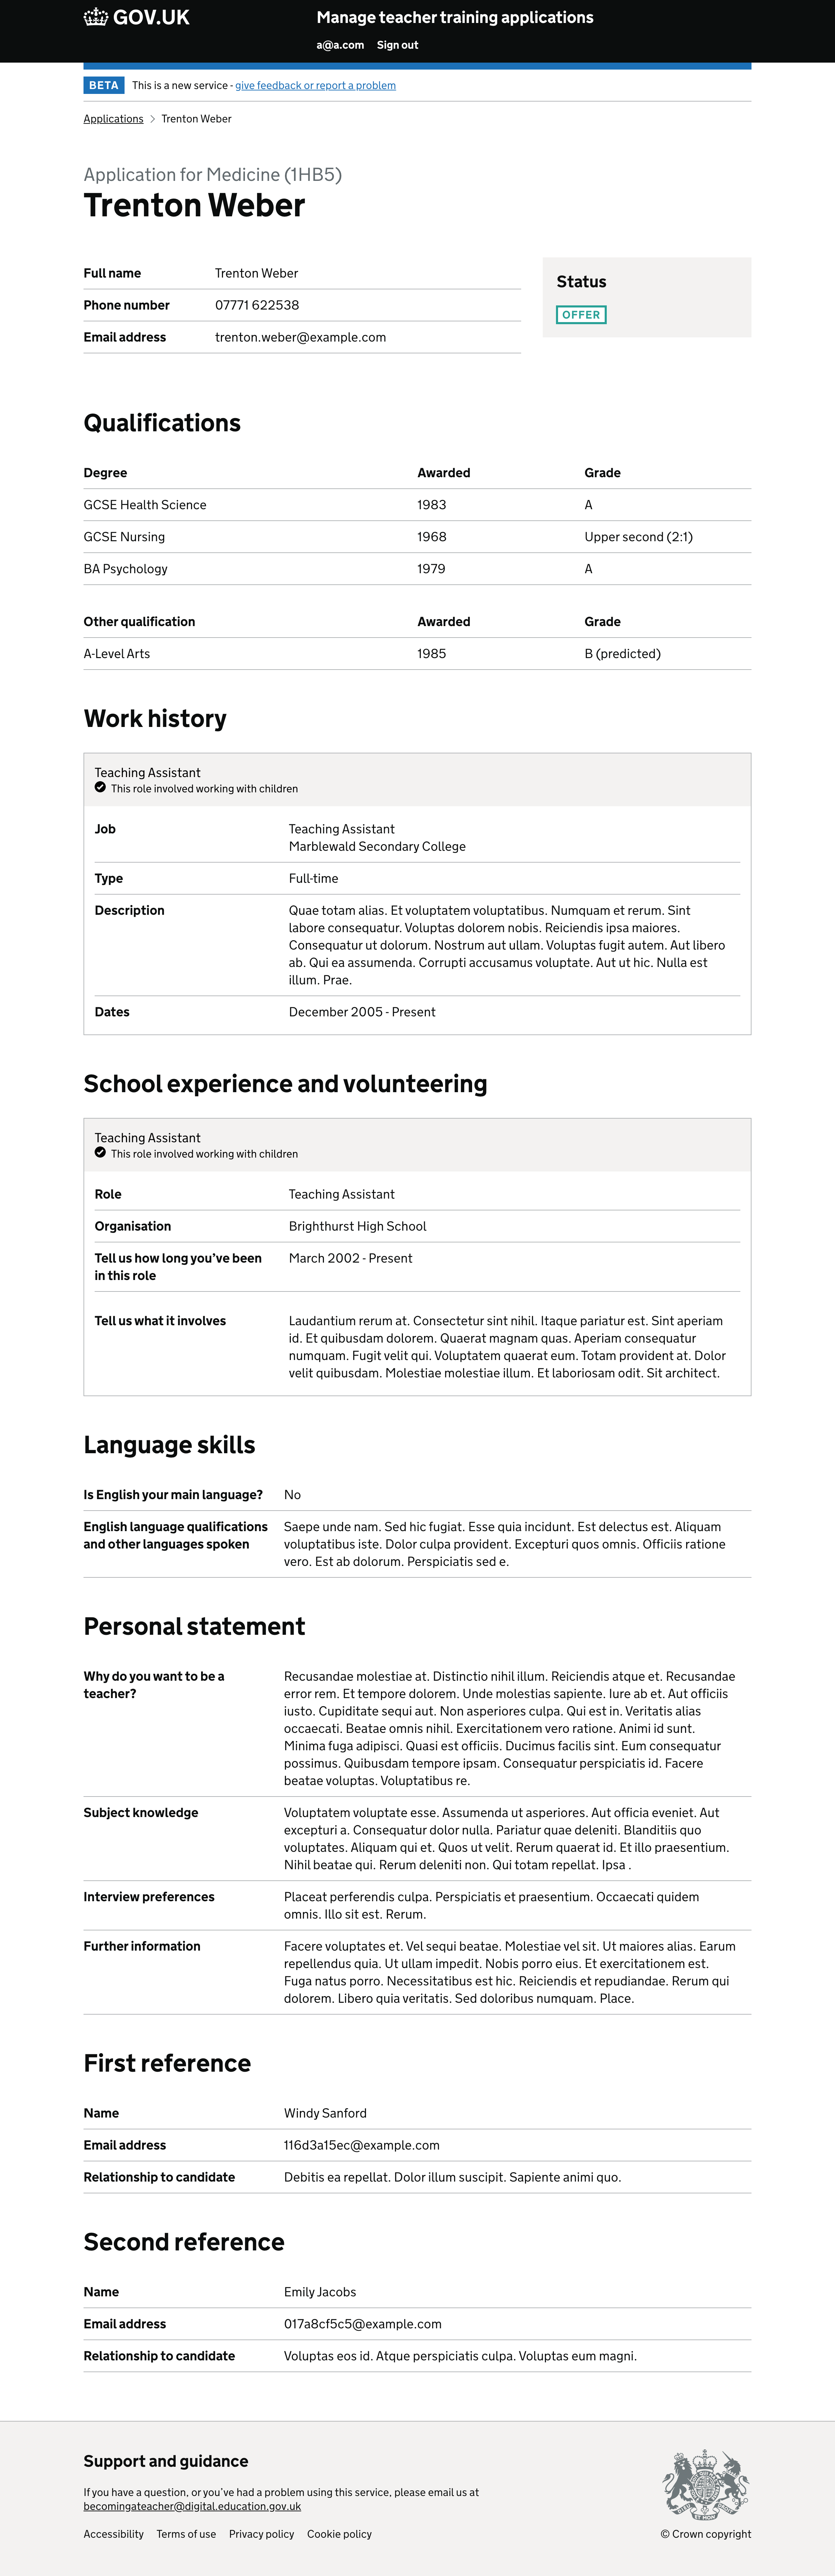 GOV.UK
Manage teacher training applications
a@a.com Sign out
BETA This is a new service - give feedback or report a problem
Applications Trenton Weber
Application for Medicine (1HB5)
Trenton Weber
Full name Trenton Weber
Phone number 07771 622538
Email address trenton.weber@example.com
Status
OFFER
Qualifications
Degree Awarded Grade
GCSE Health Science 1983 A
GCSE Nursing 1968 Upper second (2:1)
BA Psychology 1979 A
Other qualification Awarded Grade
A-Level Arts 1985 B (predicted)
Work history
Teaching Assistant
This role involved working with children
Job Teaching Assistant
Marblewald Secondary College
Type Full-time
Description Quae totam alias. Et voluptatem voluptatibus. Numquam et rerum. Sint
labore consequatur. Voluptas dolorem nobis. Reiciendis ipsa maiores.
Consequatur ut dolorum. Nostrum aut ullam. Voluptas fugit autem. Aut libero
ab. Qui ea assumenda. Corrupti accusamus voluptate. Aut ut hic. Nulla est
illum. Prae.
Dates December 2005 - Present
School experience and volunteering
Teaching Assistant
This role involved working with children
Role Teaching Assistant
Organisation Brighthurst High School
Tell us how long you've been March 2002 - Present
in this role
Tell us what it involves Laudantium rerum at. Consectetur sint nihil. Itaque pariatur est. Sint aperiam
id. Et quibusdam dolorem. Quaerat magnam quas. Aperiam consequatur
numquam. Fugit velit qui. Voluptatem quaerat eum. Totam provident at. Dolor
velit quibusdam. Molestiae molestiae illum. Et laboriosam odit. Sit architect.
Language skills
Is English your main language? No
English language qualifications Saepe unde nam. Sed hic fugiat. Esse quia incidunt. Est delectus est. Aliquam
and other languages spoken voluptatibus iste. Dolor culpa provident. Excepturi quos omnis. Officiis ratione
vero. Est ab dolorum. Perspiciatis sed e.
Personal statement
Why do you want to be a Recusandae molestiae at. Distinctio nihil illum. Reiciendis atque et. Recusandae
teacher? error rem. Et tempore dolorem. Unde molestias sapiente. Iure ab et. Aut officiis
iusto. Cupiditate sequi aut. Non asperiores culpa. Qui est in. Veritatis alias
occaecati. Beatae omnis nihil. Exercitationem vero ratione. Animi id sunt.
Minima fuga adipisci. Quasi est officiis. Ducimus facilis sint. Eum consequatur
possimus. Quibusdam tempore ipsam. Consequatur perspiciatis id. Facere
beatae voluptas. Voluptatibus re.
Subject knowledge Voluptatem voluptate esse. Assumenda ut asperiores. Aut officia eveniet. Aut
excepturi a. Consequatur dolor nulla. Pariatur quae deleniti. Blanditiis quo
voluptates. Aliquam qui et. Quos ut velit. Rerum quaerat id. Et illo praesentium.
Nihil beatae qui. Rerum deleniti non. Qui totam repellat. Ipsa .
Interview preferences Placeat perferendis culpa. Perspiciatis et praesentium. Occaecati quidem
omnis. Illo sit est. Rerum.
Further information Facere voluptates et. Vel sequi beatae. Molestiae vel sit. Ut maiores alias. Earum
repellendus quia. Ut ullam impedit. Nobis porro eius. Et exercitationem est.
Fuga natus porro. Necessitatibus est hic. Reiciendis et repudiandae. Rerum qui
dolorem. Libero quia veritatis. Sed doloribus numquam. Place.
First reference
Name Windy Sanford
Email address 116d3a15ec@example.com
Relationship to candidate Debitis ea repellat. Dolor illum suscipit. Sapiente animi quo.
Second reference
Name Emily Jacobs
Email address 017a8cf5c5@example.com
Relationship to candidate Voluptas eos id. Atque perspiciatis culpa. Voluptas eum magni.
Support and guidance
If you have a question, or you've had a problem using this service, please email us at
becomingateacher@digital.education.gov.uk
Accessibility Terms of use Privacy policy Cookie policy
© Crown copyright